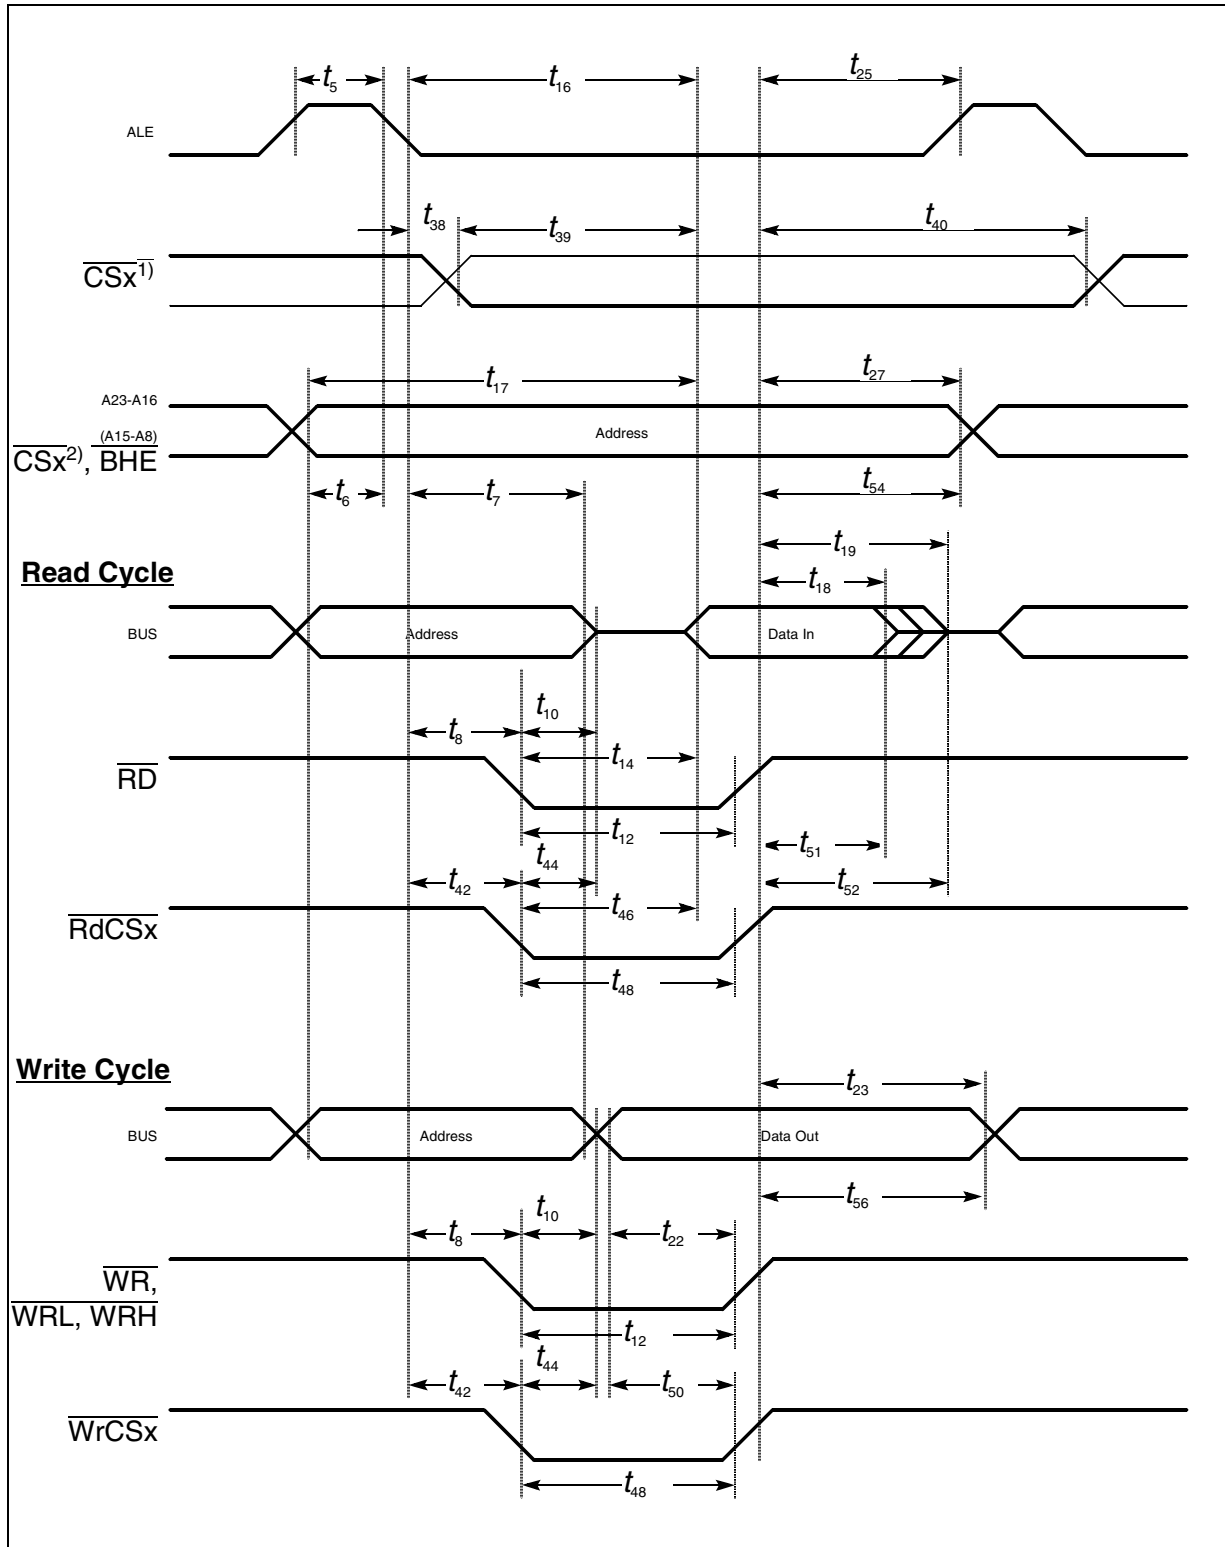 t5
t16
t25
ALE
t38
t39
t40
CSx1)
t17
t27
A23-A16
(A15-A8)
Address
CSx2), BHE
t6
t7
t54
t19
Read Cycle
t18
BUS
Address
Data In
t10
t8
t14
RD
t12
t51
t44
t42
t52
t46
RdCSx
t48
Write Cycle
t23
BUS
Address
Data Out
t56
t10
t8
t22
WR,
WRL, WRH
t12
t44
t42
t50
WrCSx
t48